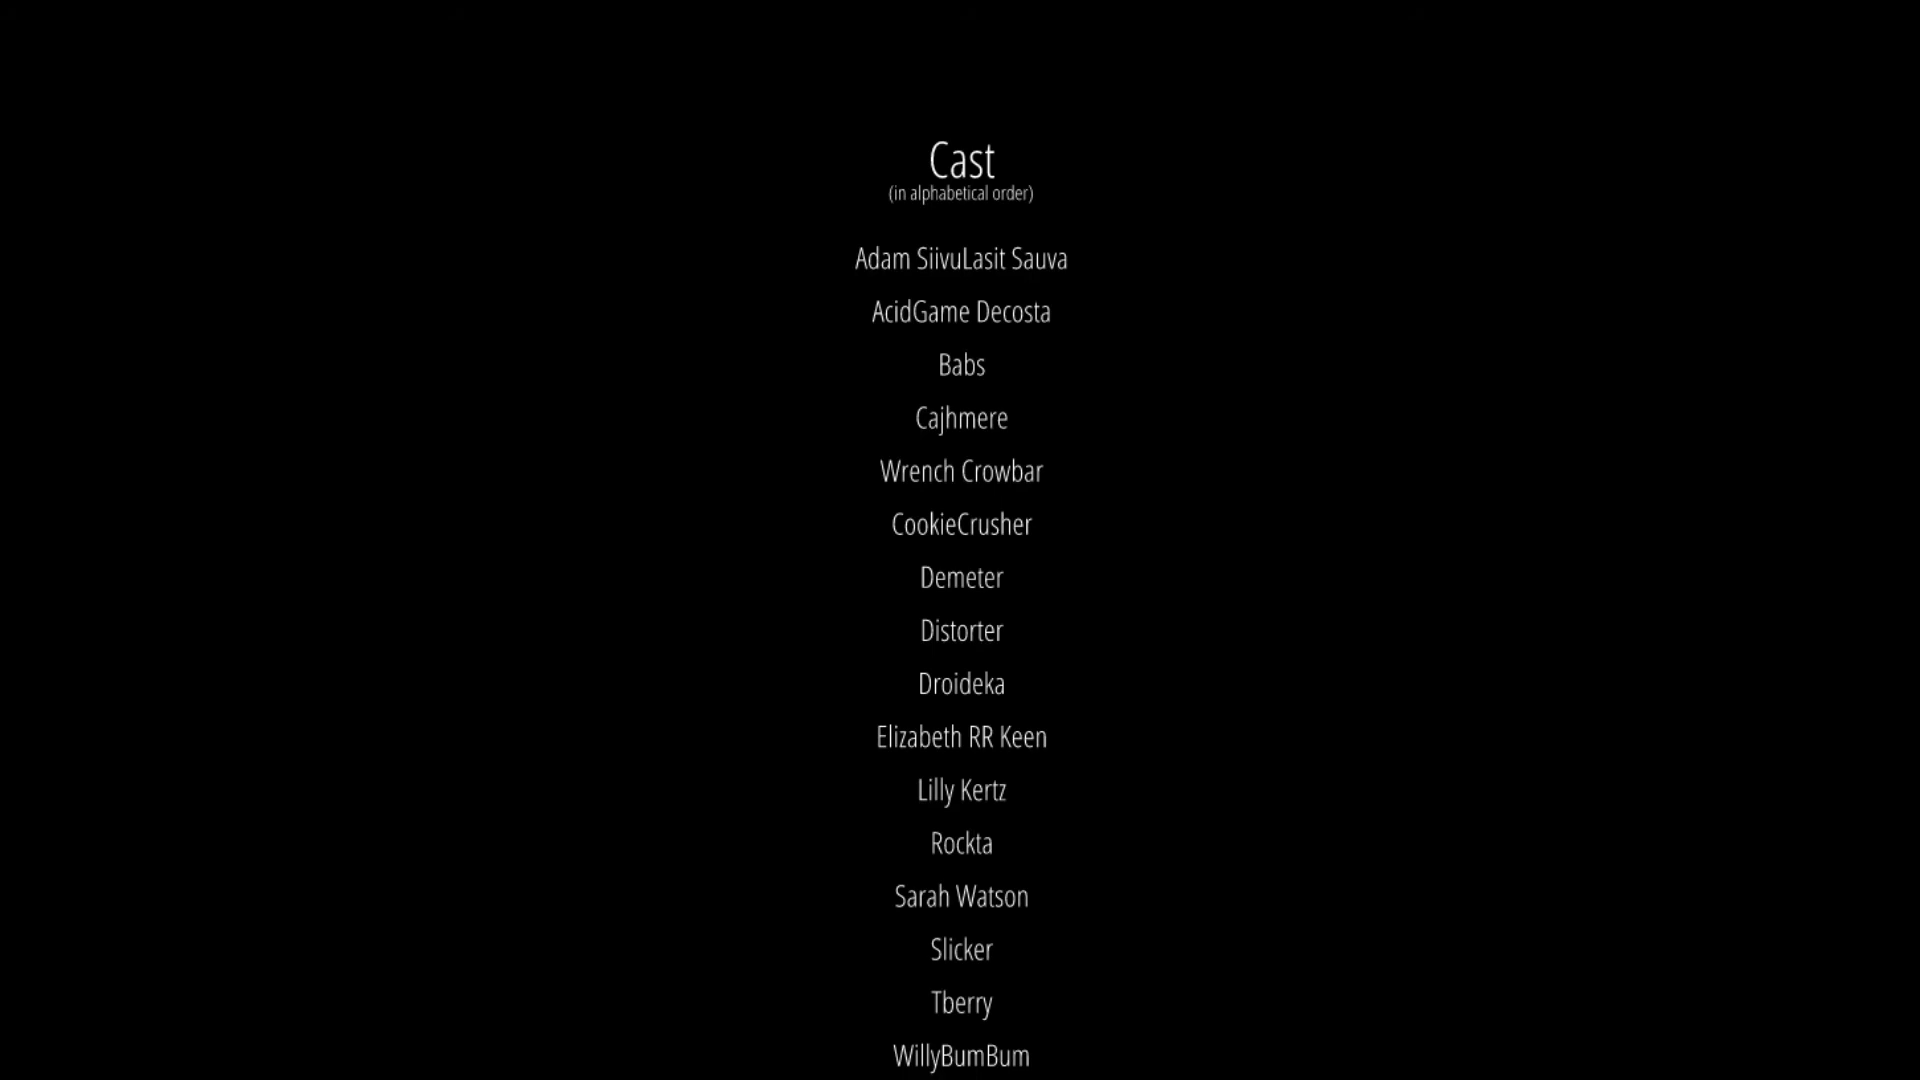 Cast
(in alphabetical order)
Adam SiivuLasit Sauva
AcidGame Decosta
Babs
Cajhmere
Wrench Crowbar
CookieCrusher
Demeter
Distorter
Droideka
Elizabeth RR Keen
Lilly Kertz
Rockta
Sarah Watson
Slicker
Tberry
WillyBumBum